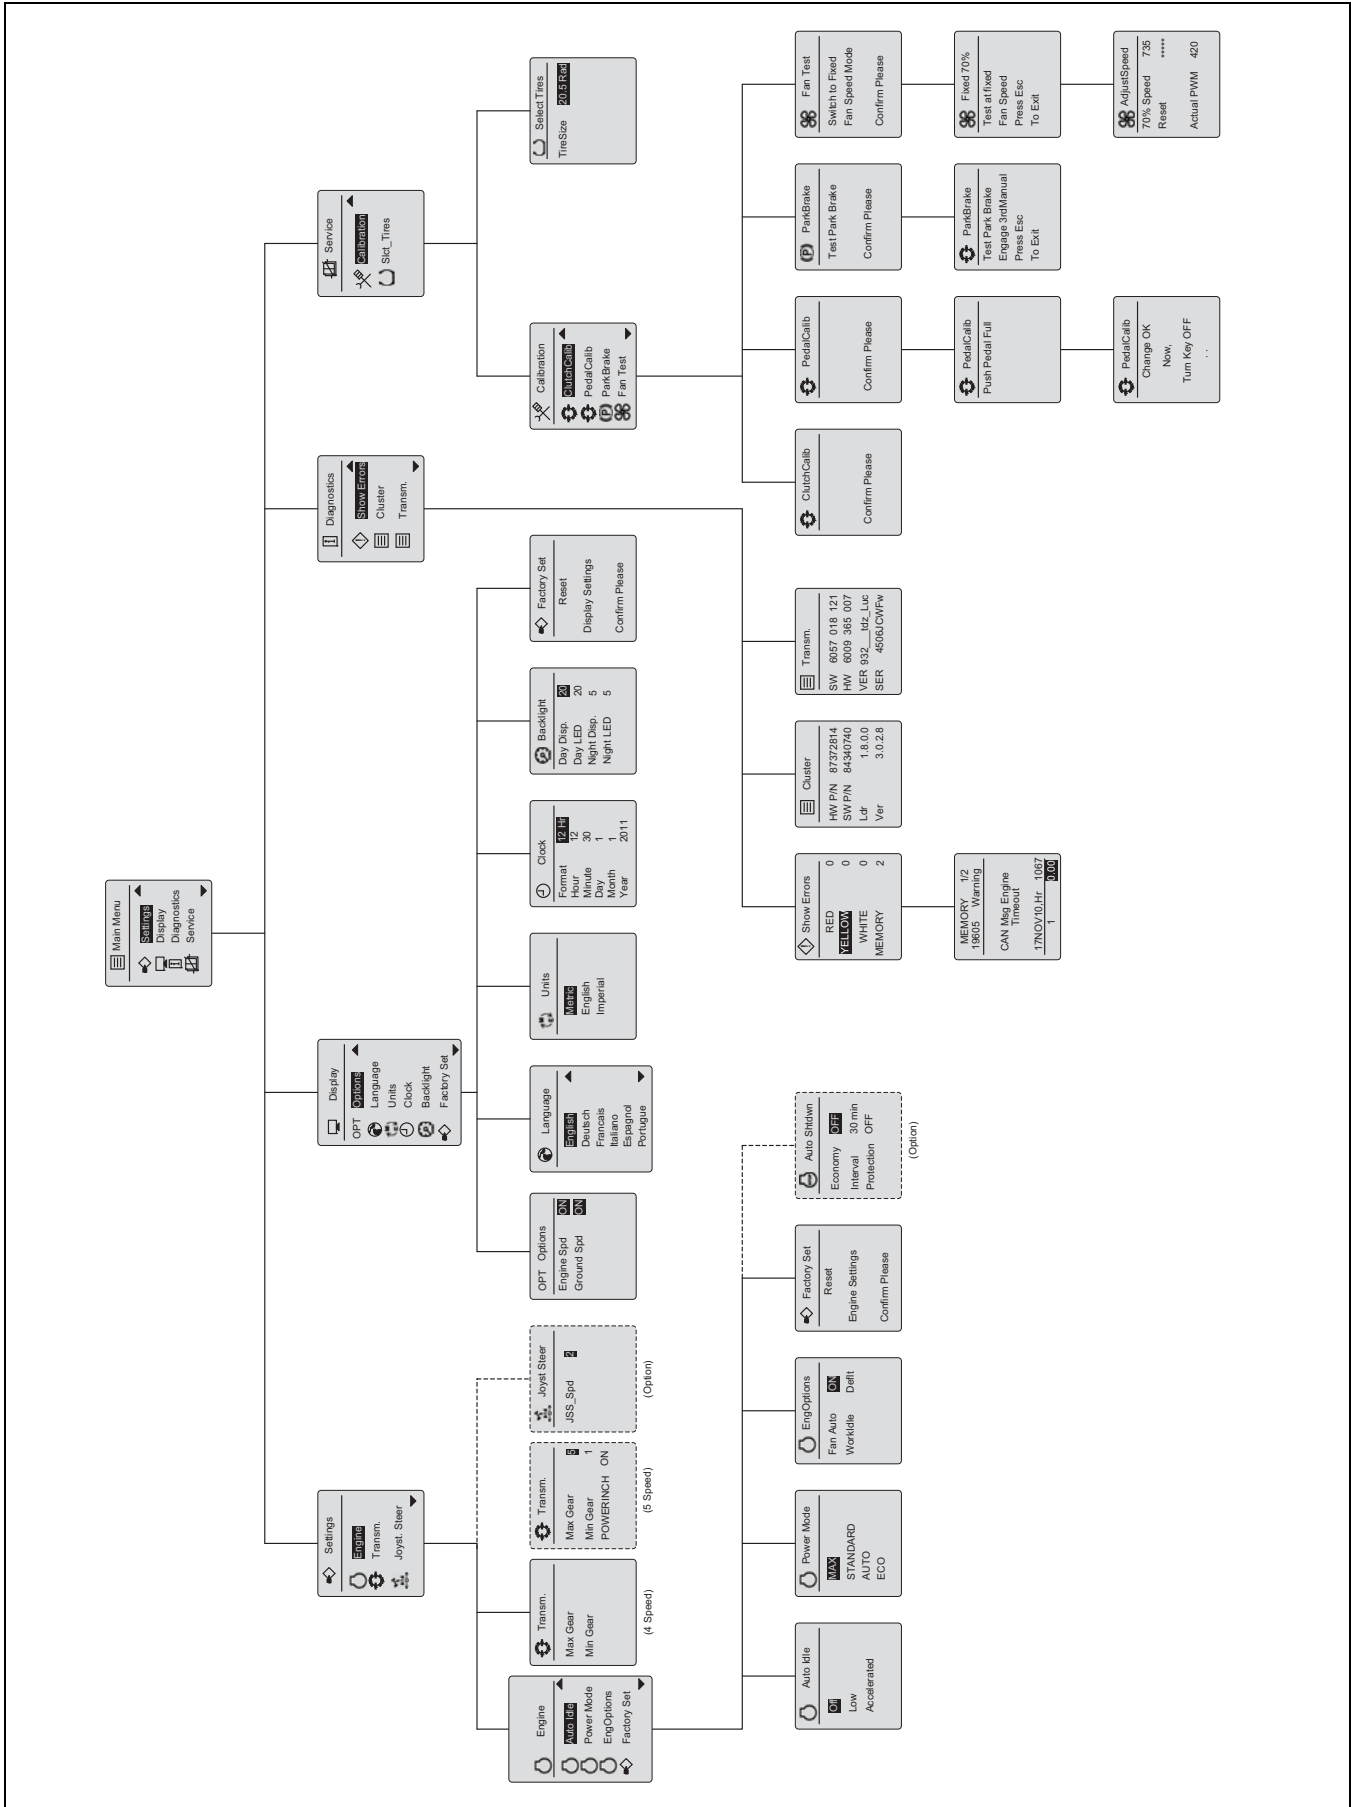 Main Menu
Settings
Display
Diagnostics
Service
Settings
Engine
Transm.
Joyst. Steer
Display
OPT Options
Language
Units
Clock
Backlight
Factory Set
Diagnostics
Show Errors
Cluster
Transm.
Service
Calibration
Slct_Tires
Engine
Auto Idle
Power Mode
EngOptions
Factory Set
Transm.
Max Gear
Min Gear
(4 Speed)
Transm.
Max Gear 5
Min Gear 1
POWERINCH ON
(5 Speed)
Joyst Steer
JSS_Spd 2
(Option)
OPT Options
Engine Spd ON
Ground Spd ON
Language
English
Deutsch
Francais
Italiano
Espagnol
Portugue
Units
Metric
English
Imperial
Clock
Format 12 Hr
Hour 12
Minute 30
Day 1
Month 1
Year 2011
Backlight
Day Disp. 20
Day LED 20
Night Disp. 5
Night LED 5
Factory Set
Reset
Display Settings
Confirm Please
Calibration
ClutchCalib
PedalCalib
(P) ParkBrake
Fan Test
Select Tires
TireSize 20.5 Rad
Auto Idle
Off
Low
Accelerated
Power Mode
MAX
STANDARD
AUTO
ECO
EngOptions
Fan Auto ON
WorkIdle Deflt
Factory Set
Reset
Engine Settings
Confirm Please
Auto Shtdwn
Economy OFF
Interval 30 min
Protection OFF
(Option)
Show Errors
RED 0
YELLOW 0
WHITE 0
MEMORY 2
Cluster
HW P/N 87372814
SW P/N 84340740
Ldr 1.8.0.0
Ver 3.0.2.8
Transm.
SW 6057 018 121
HW 6009 365 007
VER 932__tdz_Luc
SER 4506JCWFw
ClutchCalib
Confirm Please
PedalCalib
Confirm Please
(P) ParkBrake
Test Park Brake
Confirm Please
Fan Test
Switch to Fixed
Fan Speed Mode
Confirm Please
MEMORY 1/2
19605 Warning
CAN Msg Engine
Timeout
17NOV10,Hr 1067
1 0.00
PedalCalib
Push Pedal Full
ParkBrake
Test Park Brake
Engage 3rdManual
Press Esc
To Exit
Fixed 70%
Test at fixed
Fan Speed
Press Esc
To Exit
PedalCalib
Change OK
Now,
Turn Key OFF
. .
AdjustSpeed
70% Speed 735
Reset *****
Actual PWM 420